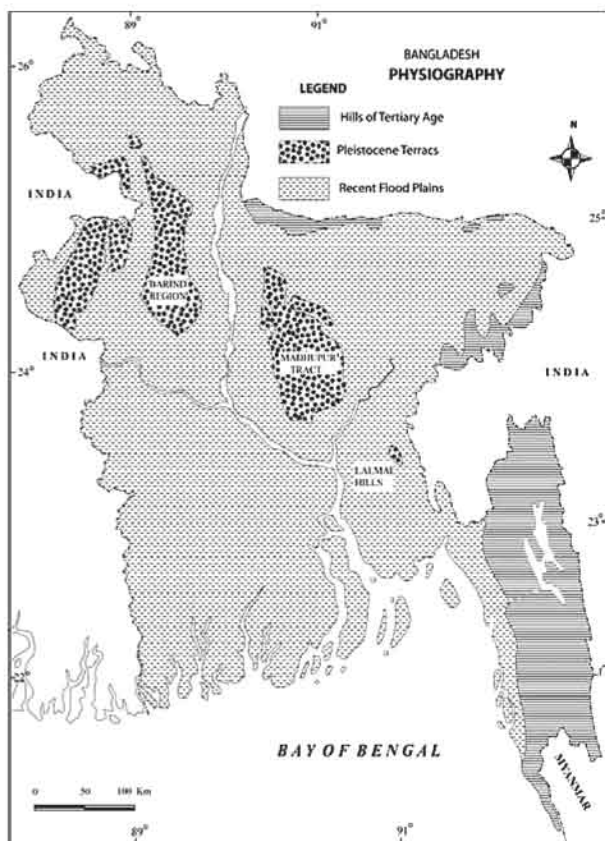 89°
91°
26°
BANGLADESH
PHYSIOGRAPHY
LEGEND
Hills of Tertiary Age
Pleistocene Terracs
Recent Flood Plains
N
INDIA
25°
BARIND
REGION
INDIA
24°
MADHUPUR
TRACT
INDIA
LALMAI
HILLS
23°
22°
BAY OF BENGAL
MYANMAR
0 50 100 Km
89°
91°